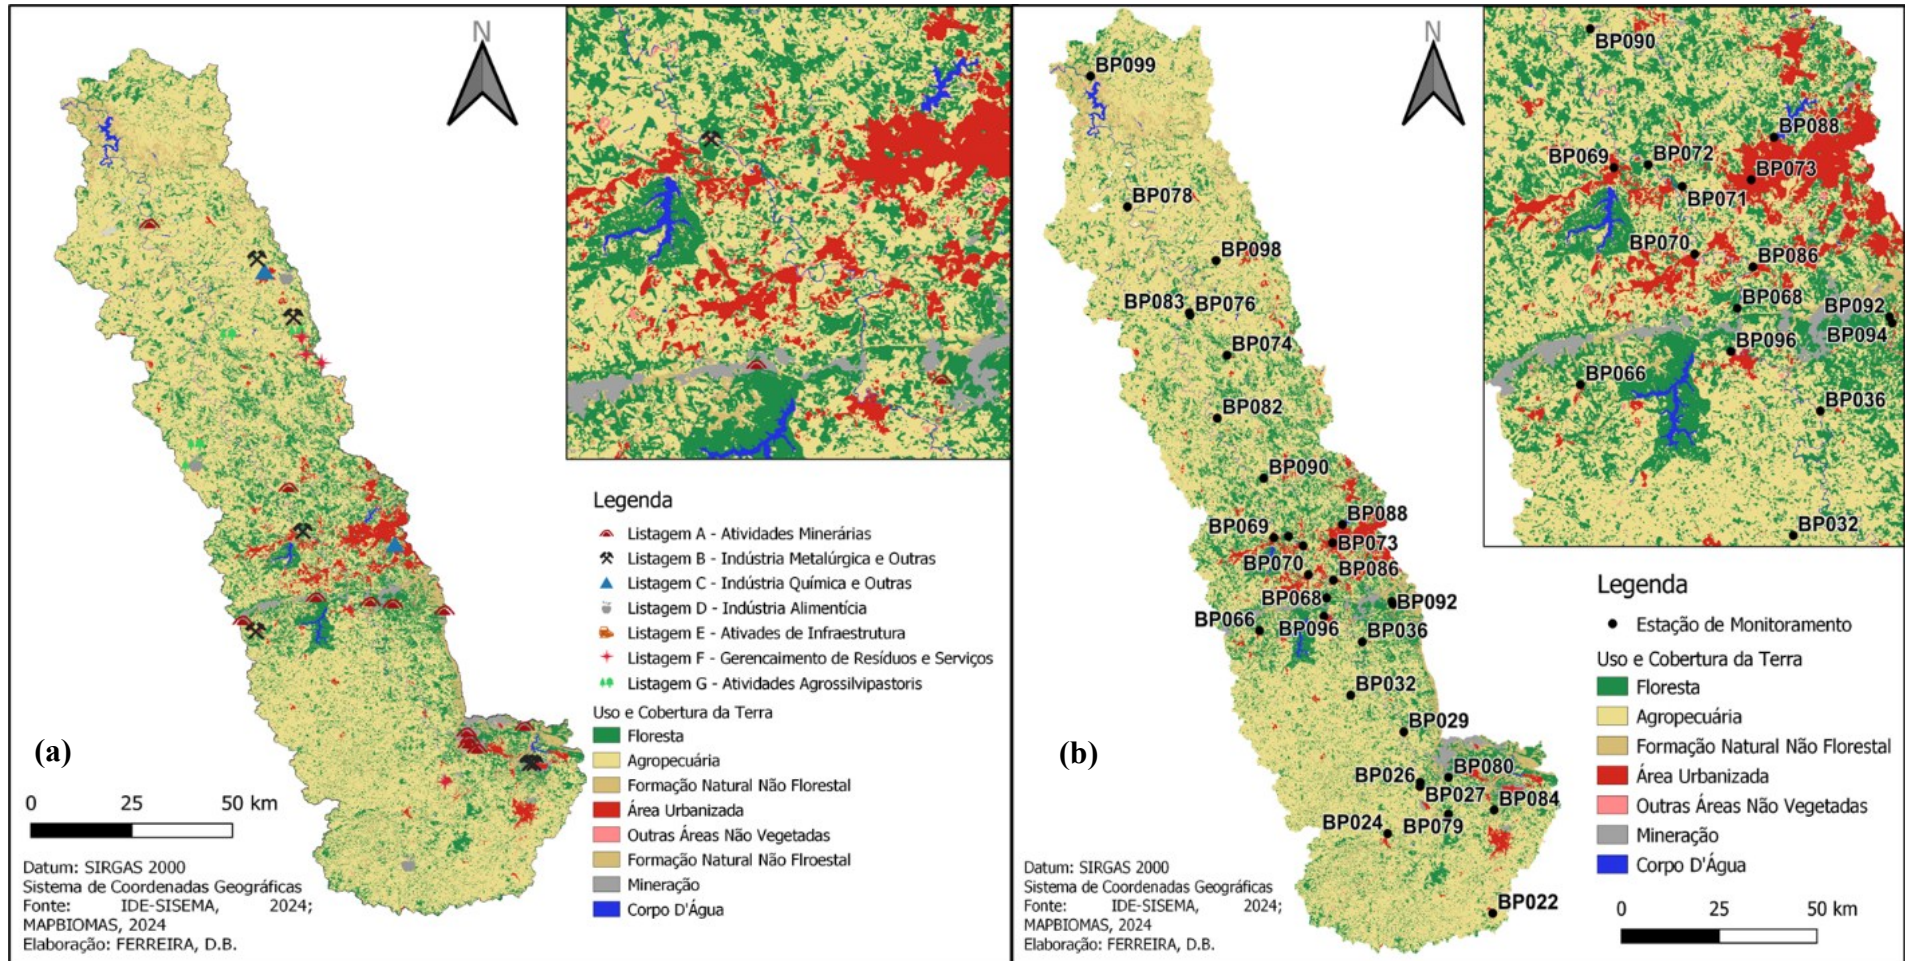 N
Legenda
Listagem A - Atividades Minerárias
Listagem B - Indústria Metalúrgica e Outras
Listagem C - Indústria Química e Outras
Listagem D - Indústria Alimentícia
Listagem E - Ativades de Infraestrutura
Listagem F - Gerencaimento de Resíduos e Serviços
Listagem G - Atividades Agrossilvipastoris
Uso e Cobertura da Terra
Floresta
Agropecuária
Formação Natural Não Florestal
Área Urbanizada
Outras Áreas Não Vegetadas
Formação Natural Não Flroestal
Mineração
Corpo D'Água
(a)
0 25 50 km
Datum: SIRGAS 2000
Sistema de Coordenadas Geográficas
Fonte: IDE-SISEMA, 2024;
MAPBIOMAS, 2024
Elaboração: FERREIRA, D.B.
N
BP099
BP078
BP098
BP083
BP076
BP074
BP082
BP090
BP088
BP069
BP073
BP070
BP086
BP068
BP092
BP066
BP096
BP036
BP032
BP029
BP026
BP080
BP027
BP084
BP024
BP079
BP022
BP090
BP088
BP069
BP072
BP073
BP071
BP070
BP086
BP068
BP092
BP094
BP096
BP066
BP036
BP032
Legenda
Estação de Monitoramento
Uso e Cobertura da Terra
Floresta
Agropecuária
Formação Natural Não Florestal
Área Urbanizada
Outras Áreas Não Vegetadas
Mineração
Corpo D'Água
(b)
0 25 50 km
Datum: SIRGAS 2000
Sistema de Coordenadas Geográficas
Fonte: IDE-SISEMA, 2024;
MAPBIOMAS, 2024
Elaboração: FERREIRA, D.B.